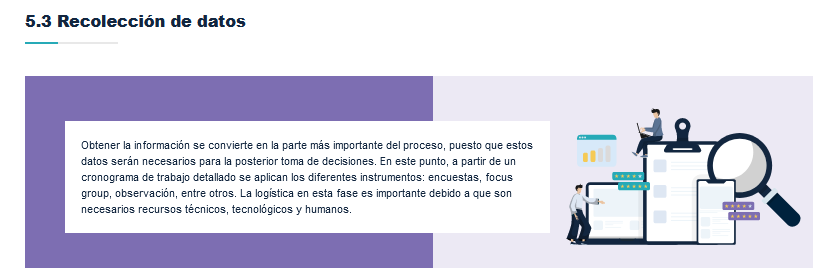 5.3 Recolección de datos
Obtener la información se convierte en la parte más importante del proceso, puesto que estos
datos serán necesarios para la posterior toma de decisiones. En este punto, a partir de un
cronograma de trabajo detallado se aplican los diferentes instrumentos: encuestas, focus
group, observación, entre otros. La logística en esta fase es importante debido a que son
necesarios recursos técnicos, tecnológicos y humanos.